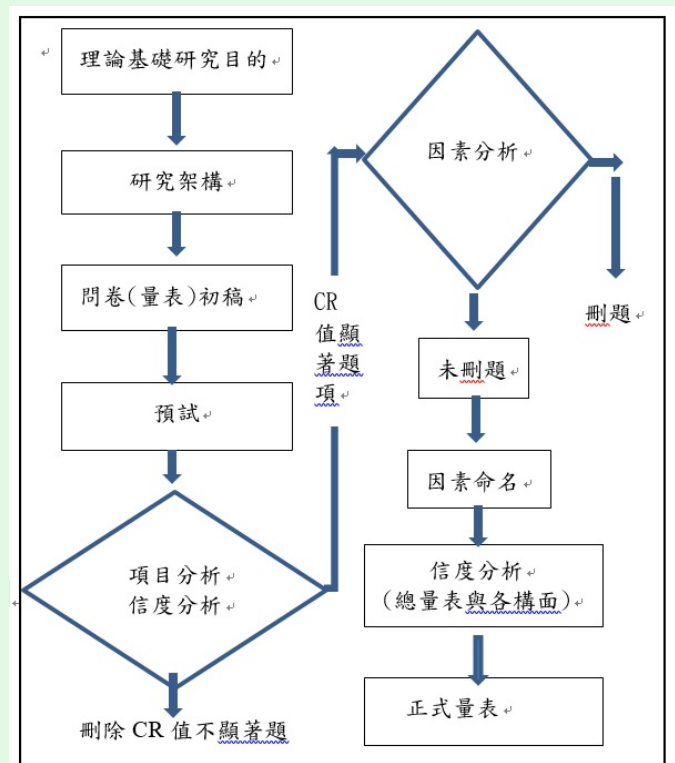 理論基礎研究目的
研究架構
問卷(量表)初稿
預試
項目分析
信度分析
刪除 CR 值不顯著題
CR
值顯
著題
項
因素分析
刪題
未刪題
因素命名
信度分析
(總量表與各構面)
正式量表